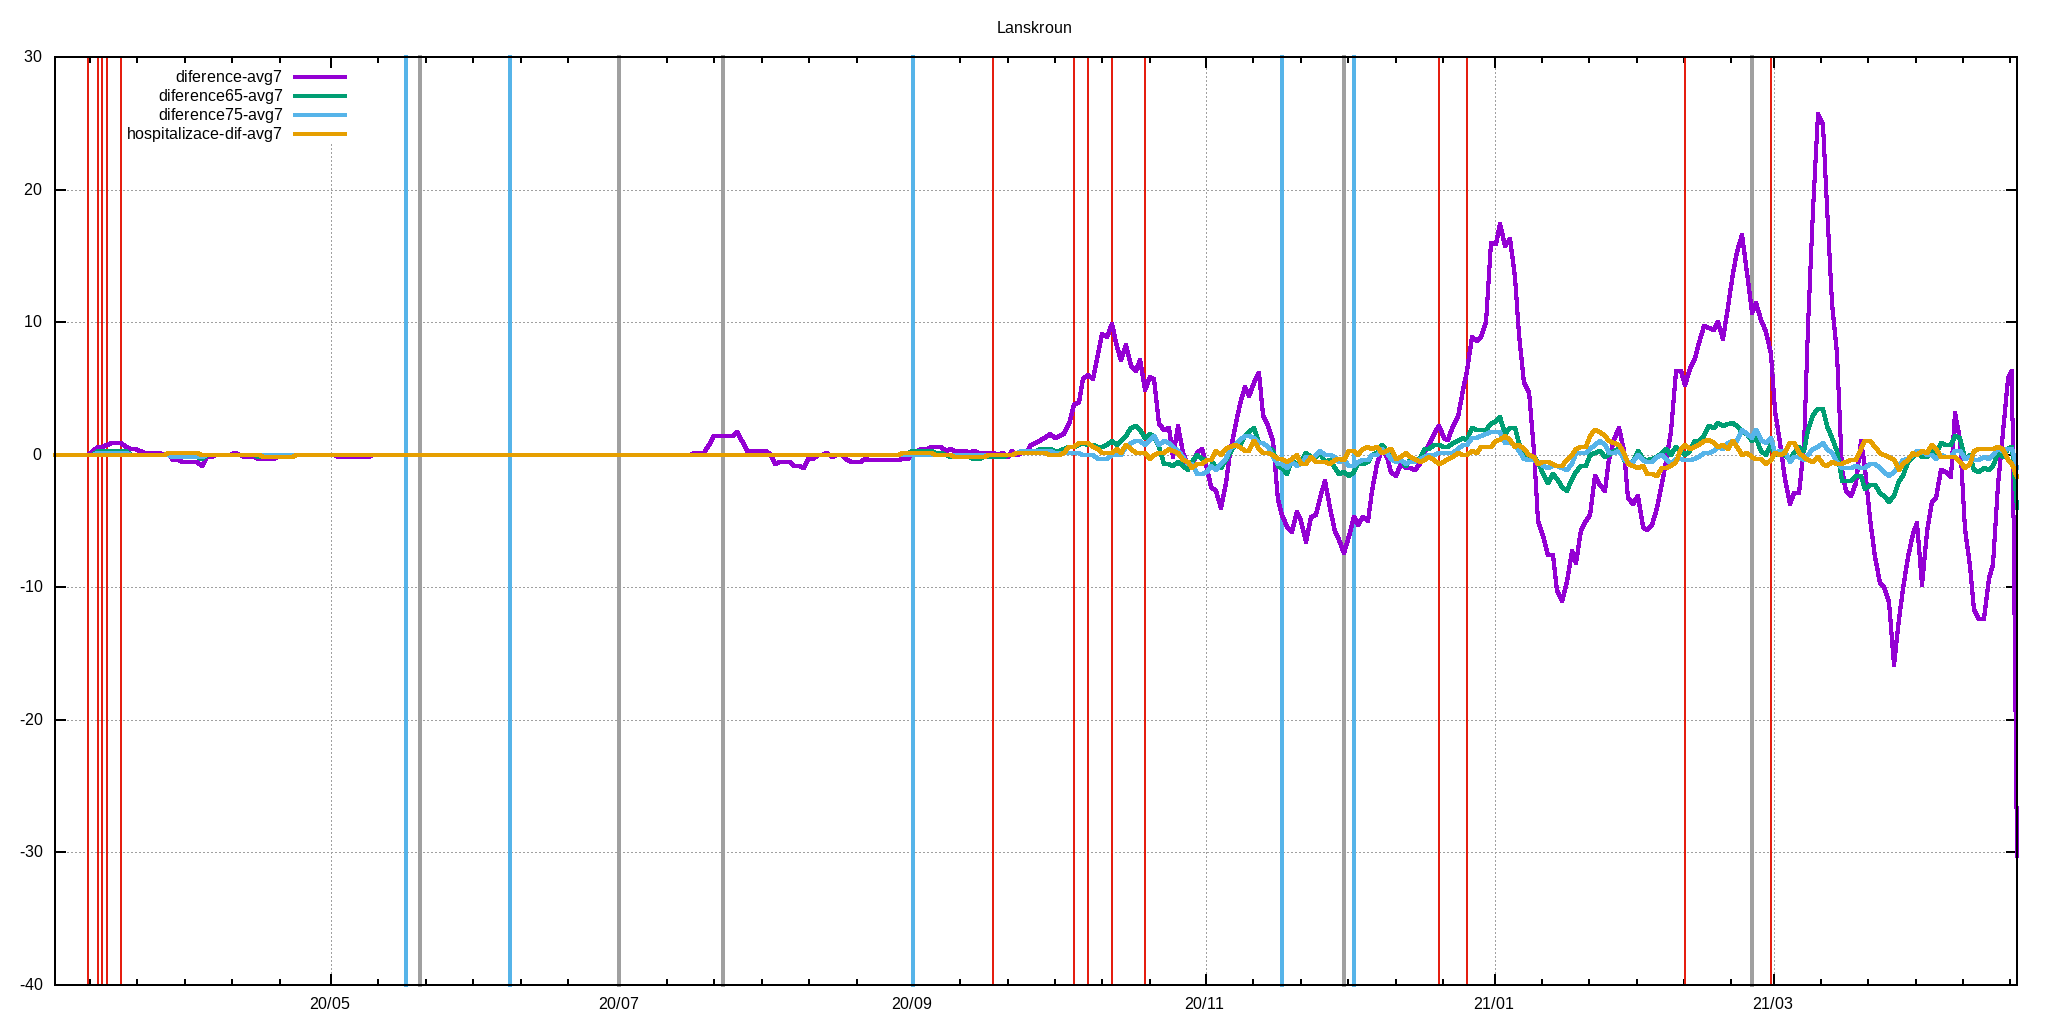 Lanskroun
30
20
10
0
-10
-20
-30
-40
diference-avg7
diference65-avg7
diference75-avg7
hospitalizace-dif-avg7
20/05
20/07
20/09
20/11
21/01
21/03